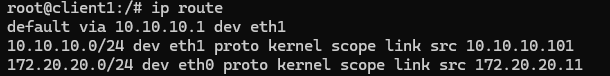 root@client1:/# ip route
default via 10.10.10.1 dev eth1
10.10.10.0/24 dev eth1 proto kernel scope link src 10.10.10.101
172.20.20.0/24 dev eth0 proto kernel scope link src 172.20.20.11